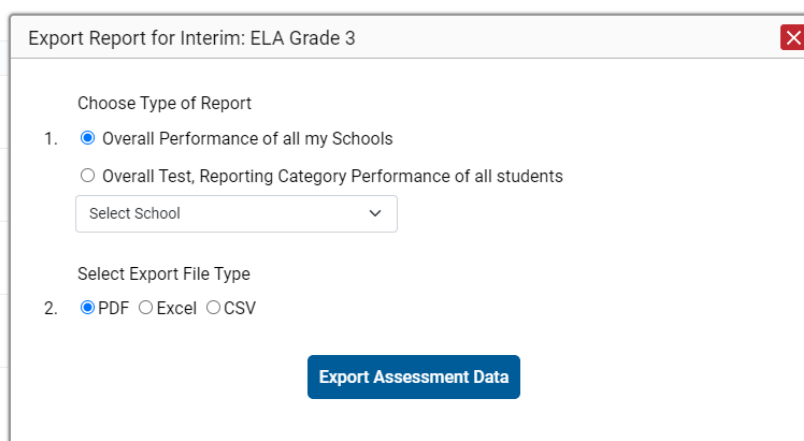 Export Report for Interim: ELA Grade 3
Choose Type of Report
1. Overall Performance of all my Schools
Overall Test, Reporting Category Performance of all students
Select School
Select Export File Type
2. PDF Excel CSV
Export Assessment Data